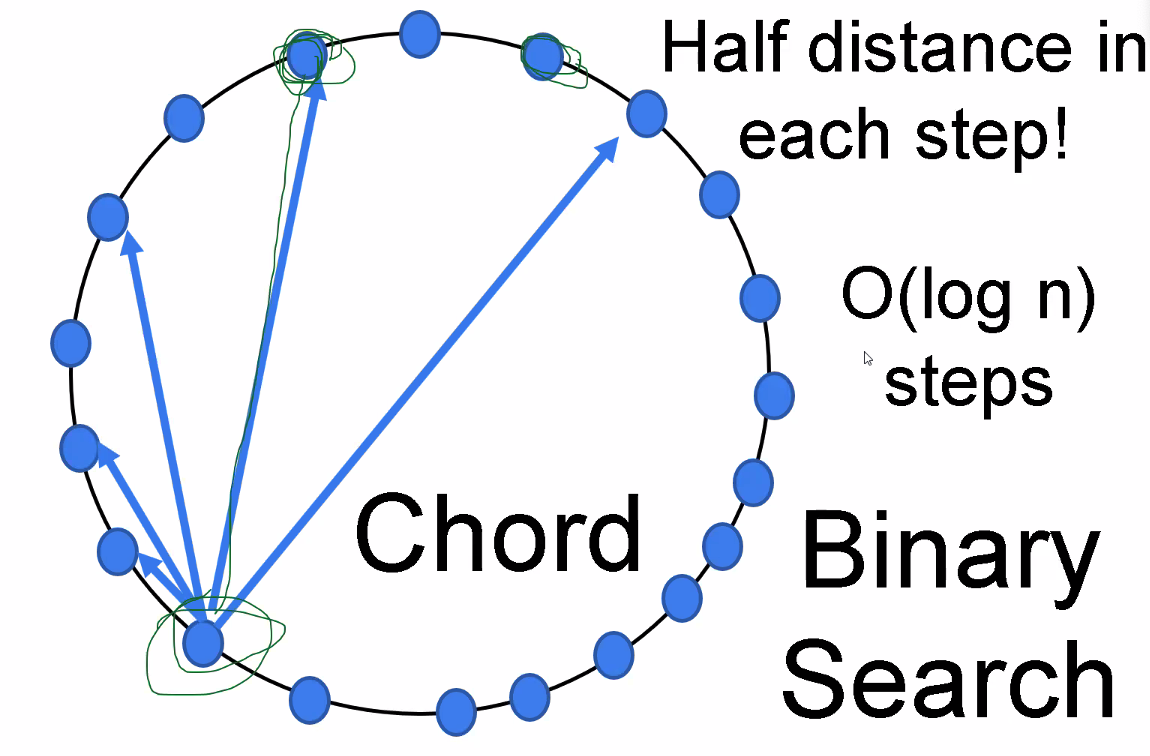 Half distance in
each step!
O(log n)
steps
Chord
Binary
Search